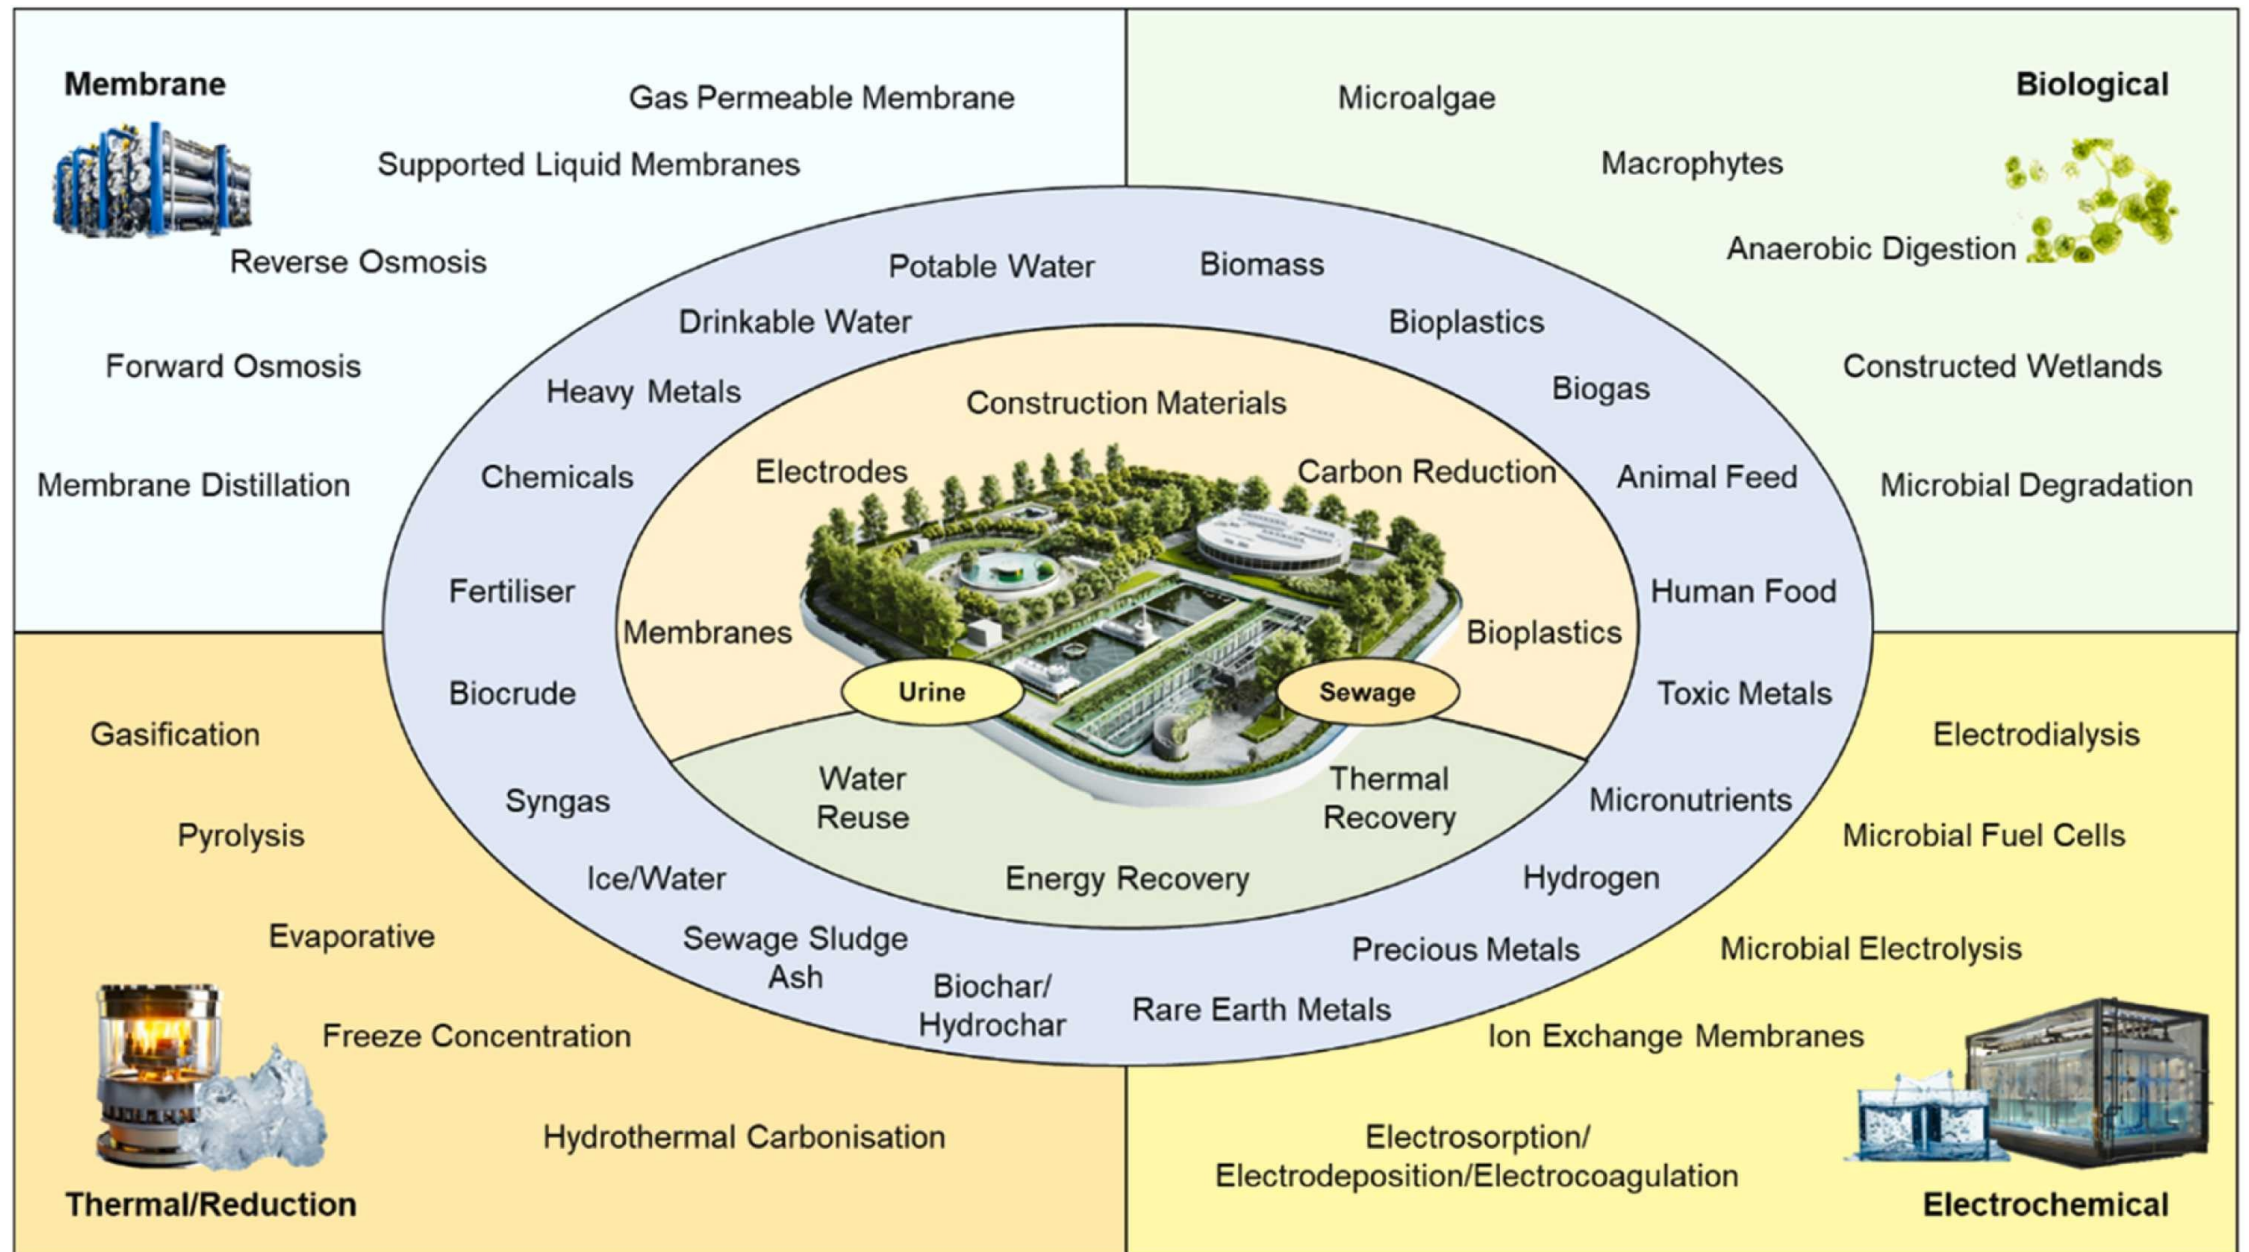 Membrane
Gas Permeable Membrane
Supported Liquid Membranes
Reverse Osmosis
Forward Osmosis
Membrane Distillation
Biological
Microalgae
Macrophytes
Anaerobic Digestion
Constructed Wetlands
Microbial Degradation
Potable Water
Biomass
Drinkable Water
Bioplastics
Heavy Metals
Biogas
Chemicals
Animal Feed
Fertiliser
Human Food
Biocrude
Toxic Metals
Syngas
Micronutrients
Ice/Water
Hydrogen
Sewage Sludge
Ash
Precious Metals
Biochar/
Hydrochar
Rare Earth Metals
Construction Materials
Electrodes
Carbon Reduction
Membranes
Bioplastics
Urine
Sewage
Water
Reuse
Thermal
Recovery
Energy Recovery
Gasification
Pyrolysis
Evaporative
Freeze Concentration
Hydrothermal Carbonisation
Thermal/Reduction
Electrodialysis
Microbial Fuel Cells
Microbial Electrolysis
Ion Exchange Membranes
Electrosorption/
Electrodeposition/Electrocoagulation
Electrochemical